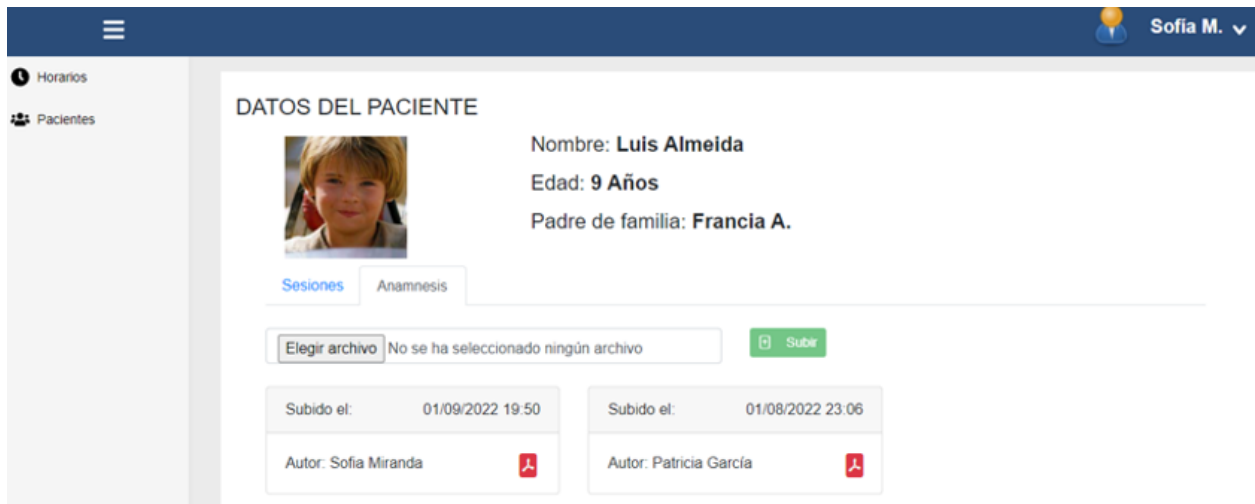 Sofía M.
Horarios
Pacientes
DATOS DEL PACIENTE
Nombre: Luis Almeida
Edad: 9 Años
Padre de familia: Francia A.
Sesiones Anamnesis
Elegir archivo No se ha seleccionado ningún archivo Subir
Subido el: 01/09/2022 19:50 Subido el: 01/08/2022 23:06
Autor: Sofia Miranda Autor: Patricia García